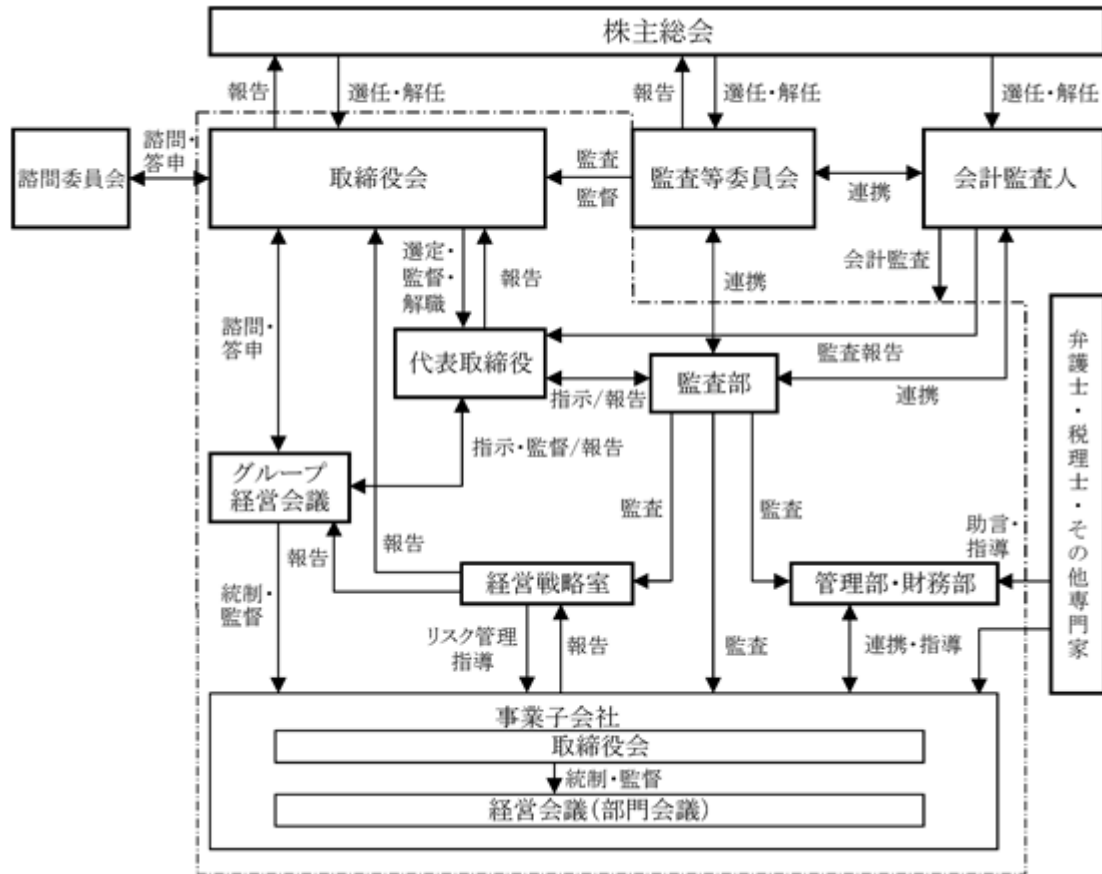 株主総会
報告
選任・解任
報告
選任・解任
選任・解任
諮問委員会
諮問・
答申
取締役会
監査
監督
監査等委員会
連携
会計監査人
選定・
監督・
解職
報告
連携
会計監査
諮問・
答申
代表取締役
監査報告
指示/報告
監査部
連携
弁護士・税理士・その他専門家
指示・監督/報告
グループ
経営会議
監査
監査
助言・
指導
報告
報告
経営戦略室
管理部・財務部
統制・
監督
リスク管理
指導
報告
監査
連携・指導
事業子会社
取締役会
統制・監督
経営会議(部門会議)